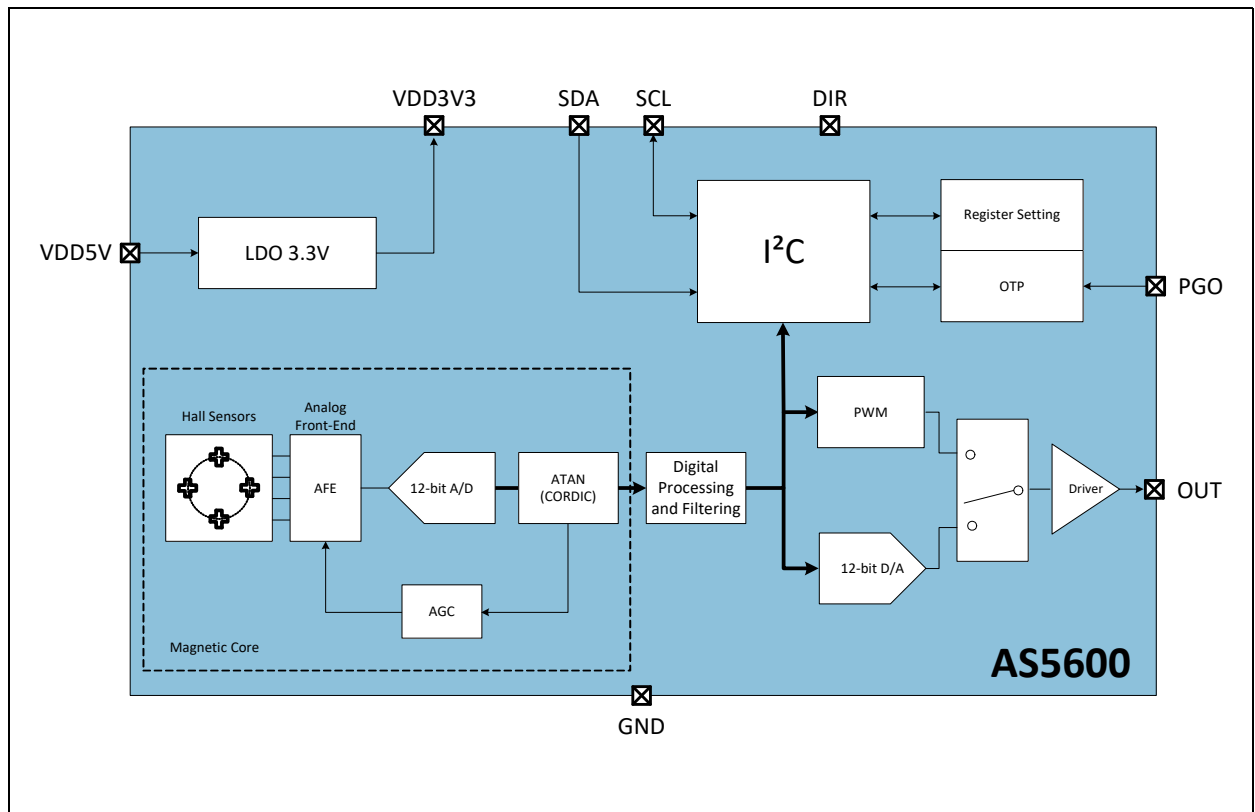 VDD3V3
SDA
SCL
DIR
VDD5V
LDO 3.3V
I²C
Register Setting
OTP
PGO
Hall Sensors
Analog
Front-End
AFE
12-bit A/D
ATAN
(CORDIC)
Digital
Processing
and Filtering
PWM
12-bit D/A
Driver
OUT
AGC
Magnetic Core
AS5600
GND